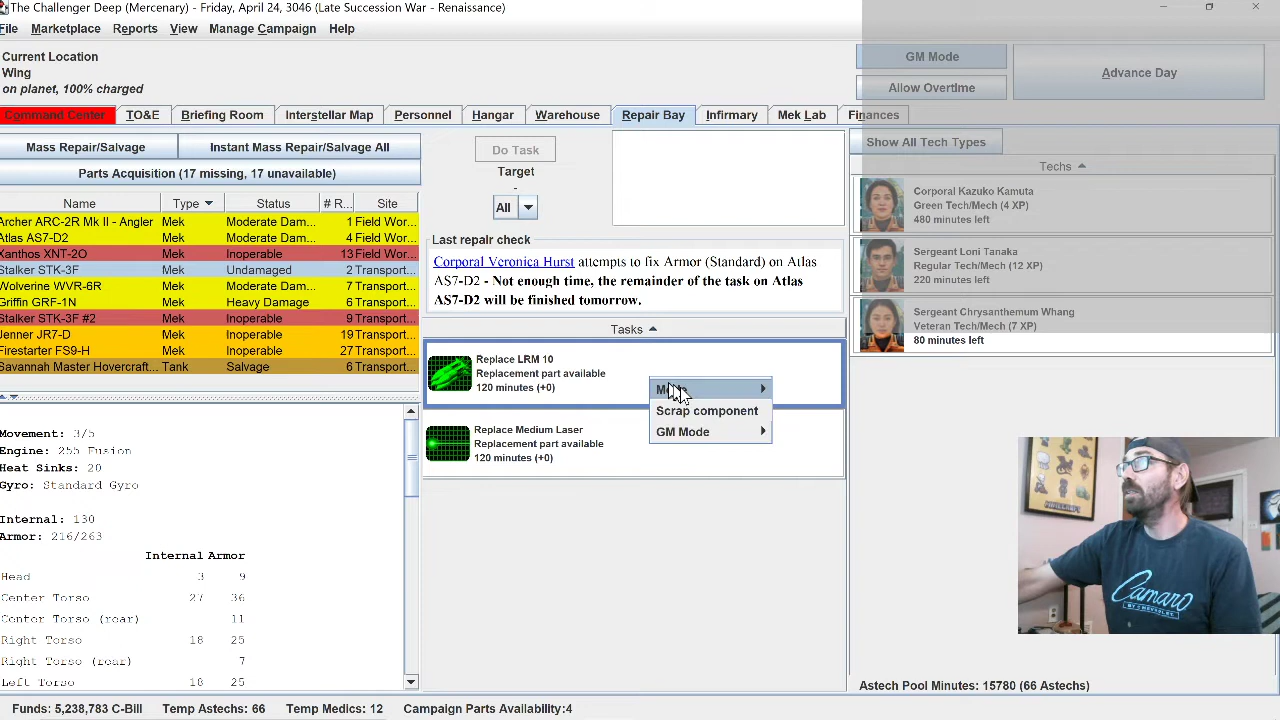 The Challenger Deep (Mercenary) - Friday, April 24, 3046 (Late Succession War - Renaissance)
File Marketplace Reports View Manage Campaign Help
Current Location
Wing
on planet, 100% charged
GM Mode
Allow Overtime
Advance Day
Command Center TO&E Briefing Room Interstellar Map Personnel Hangar Warehouse Repair Bay Infirmary Mek Lab Finances
Mass Repair/Salvage Instant Mass Repair/Salvage All
Parts Acquisition (17 missing, 17 unavailable)
Name Type Status # R... Site
Archer ARC-2R Mk II - Angler Mek Moderate Dam... 1 Field Wor...
Atlas AS7-D2 Mek Moderate Dam... 4 Field Wor...
Xanthos XNT-2O Mek Inoperable 13 Field Wor...
Stalker STK-3F Mek Undamaged 2 Transport...
Wolverine WVR-6R Mek Moderate Dam... 7 Transport...
Griffin GRF-1N Mek Heavy Damage 6 Transport...
Stalker STK-3F #2 Mek Inoperable 9 Transport...
Jenner JR7-D Mek Inoperable 19 Transport...
Firestarter FS9-H Mek Inoperable 27 Transport...
Savannah Master Hovercraft... Tank Salvage 6 Transport...
Movement: 3/5
Engine: 255 Fusion
Heat Sinks: 20
Gyro: Standard Gyro
Internal: 130
Armor: 216/263
Internal Armor
Head 3 9
Center Torso 27 36
Center Torso (rear) 11
Right Torso 18 25
Right Torso (rear) 7
Left Torso 18 25
Do Task
Target
-
All
Last repair check
Corporal Veronica Hurst attempts to fix Armor (Standard) on Atlas
AS7-D2 - Not enough time, the remainder of the task on Atlas
AS7-D2 will be finished tomorrow.
Tasks
Replace LRM 10
Replacement part available
120 minutes (+0)
Replace Medium Laser
Replacement part available
120 minutes (+0)
Scrap component
GM Mode
Show All Tech Types
Techs
Corporal Kazuko Kamuta
Green Tech/Mech (4 XP)
480 minutes left
Sergeant Loni Tanaka
Regular Tech/Mech (12 XP)
220 minutes left
Sergeant Chrysanthemum Whang
Veteran Tech/Mech (7 XP)
80 minutes left
Camaro
BY CHEVROLET
Astech Pool Minutes: 15780 (66 Astechs)
Funds: 5,238,783 C-Bill Temp Astechs: 66 Temp Medics: 12 Campaign Parts Availability:4